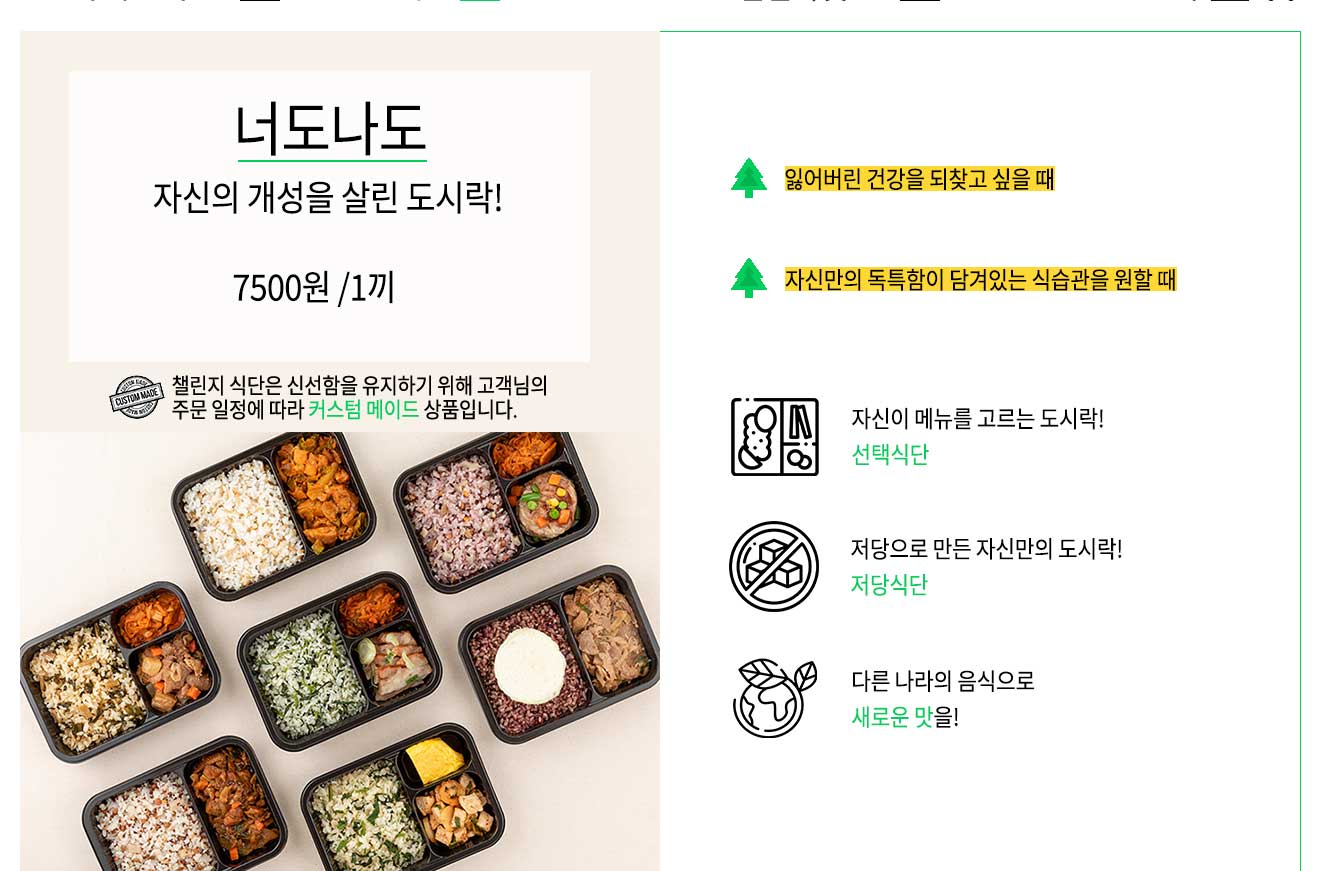 너도나도
자신의 개성을 살린 도시락!
7500원 /1끼
CUSTOM MADE
챌린지 식단은 신선함을 유지하기 위해 고객님의
주문 일정에 따라 커스텀 메이드 상품입니다.
잃어버린 건강을 되찾고 싶을 때
자신만의 독특함이 담겨있는 식습관을 원할 때
자신이 메뉴를 고르는 도시락!
선택식단
저당으로 만든 자신만의 도시락!
저당식단
다른 나라의 음식으로
새로운 맛을!